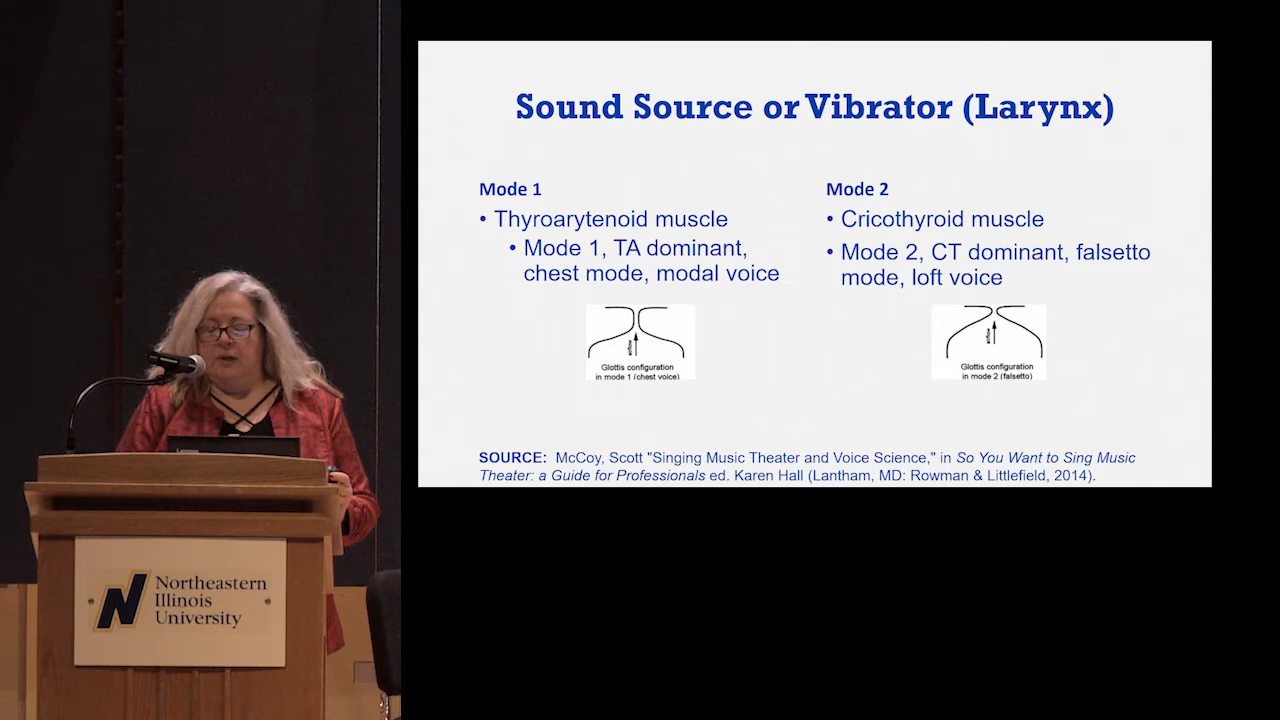 Sound Source or Vibrator (Larynx)
Mode 1
• Thyroarytenoid muscle
• Mode 1, TA dominant,
chest mode, modal voice
Glottis configuration
in mode 1 (chest voice)
Mode 2
• Cricothyroid muscle
• Mode 2, CT dominant, falsetto
mode, loft voice
Glottis configuration
in mode 2 (falsetto)
SOURCE: McCoy, Scott "Singing Music Theater and Voice Science," in So You Want to Sing Music
Theater: a Guide for Professionals ed. Karen Hall (Lantham, MD: Rowman & Littlefield, 2014).
N
Northeastern
Illinois
University